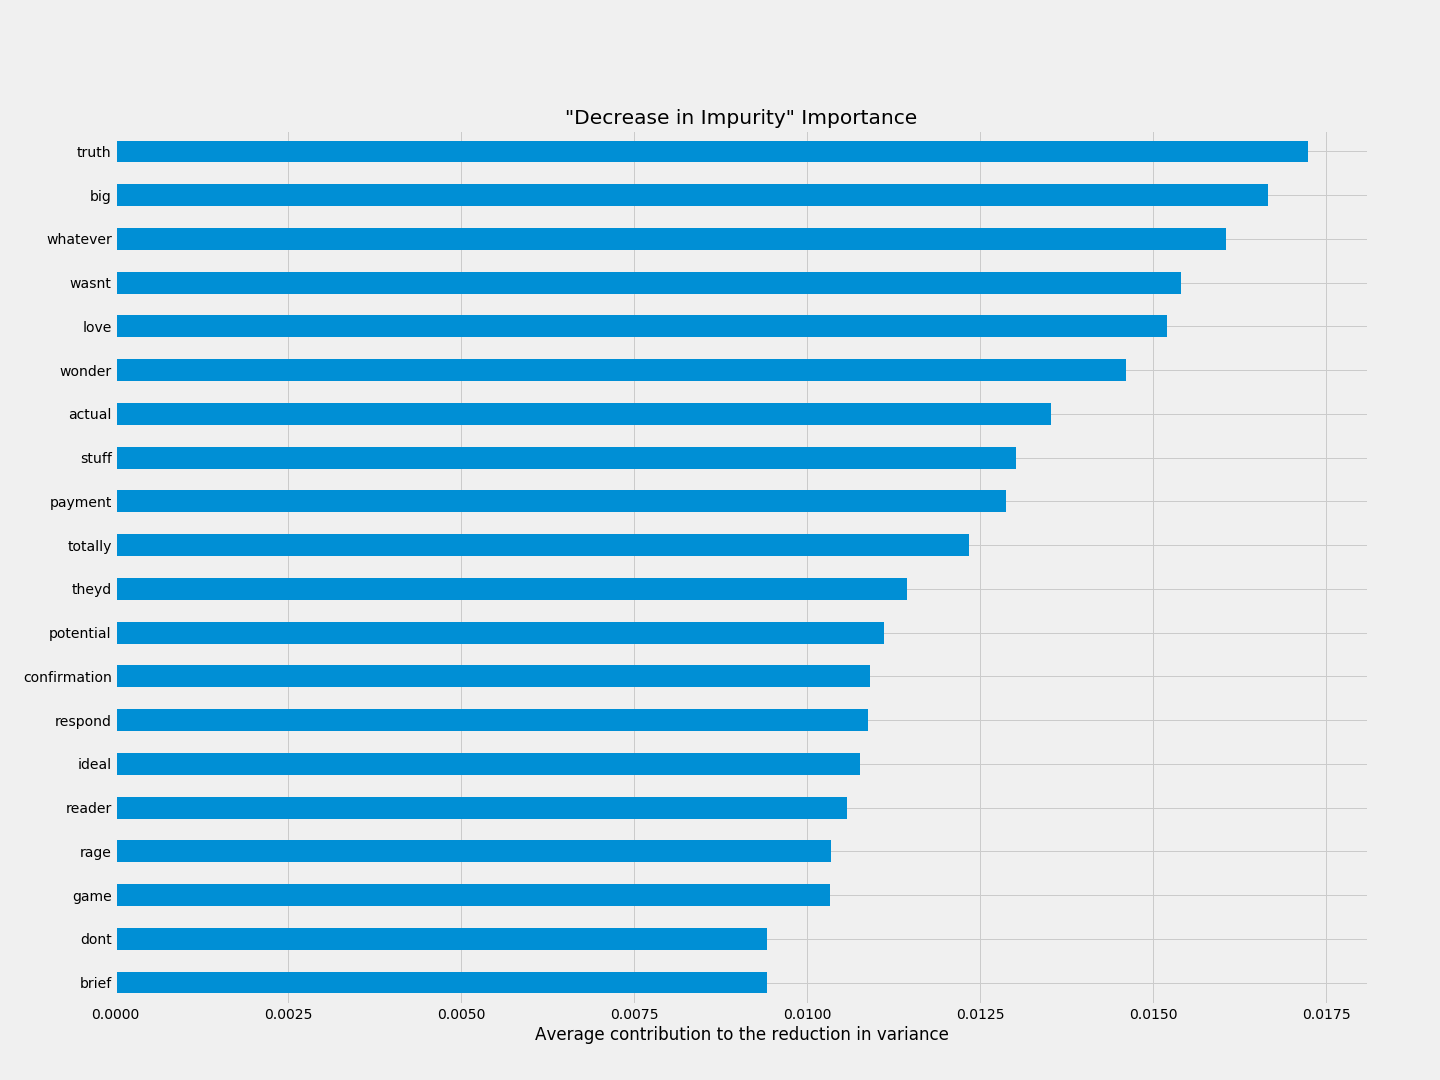 "Decrease in Impurity" Importance
truth
big
whatever
wasnt
love
wonder
actual
stuff
payment
totally
theyd
potential
confirmation
respond
ideal
reader
rage
game
dont
brief
0.0000 0.0025 0.0050 0.0075 0.0100 0.0125 0.0150 0.0175
Average contribution to the reduction in variance